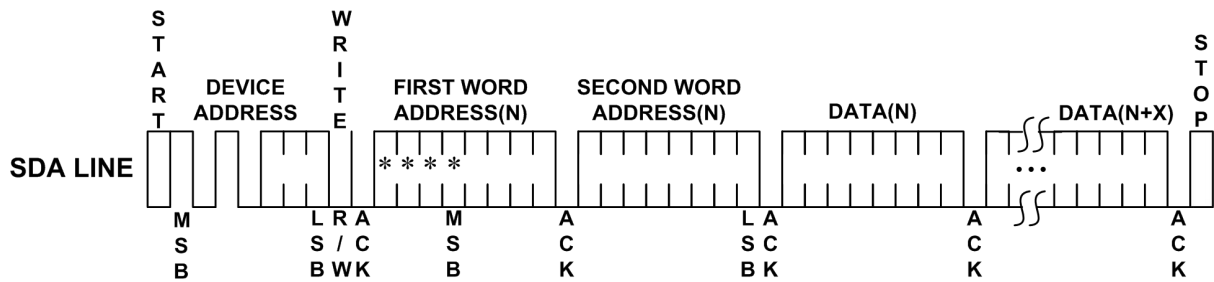 START
WRITE
STOP
DEVICE
ADDRESS
FIRST WORD
ADDRESS(N)
SECOND WORD
ADDRESS(N)
DATA(N)
DATA(N+X)
SDA LINE
* * * *
...
MSB
LSB
R/W
ACK
MSB
ACK
LSB
ACK
ACK
ACK